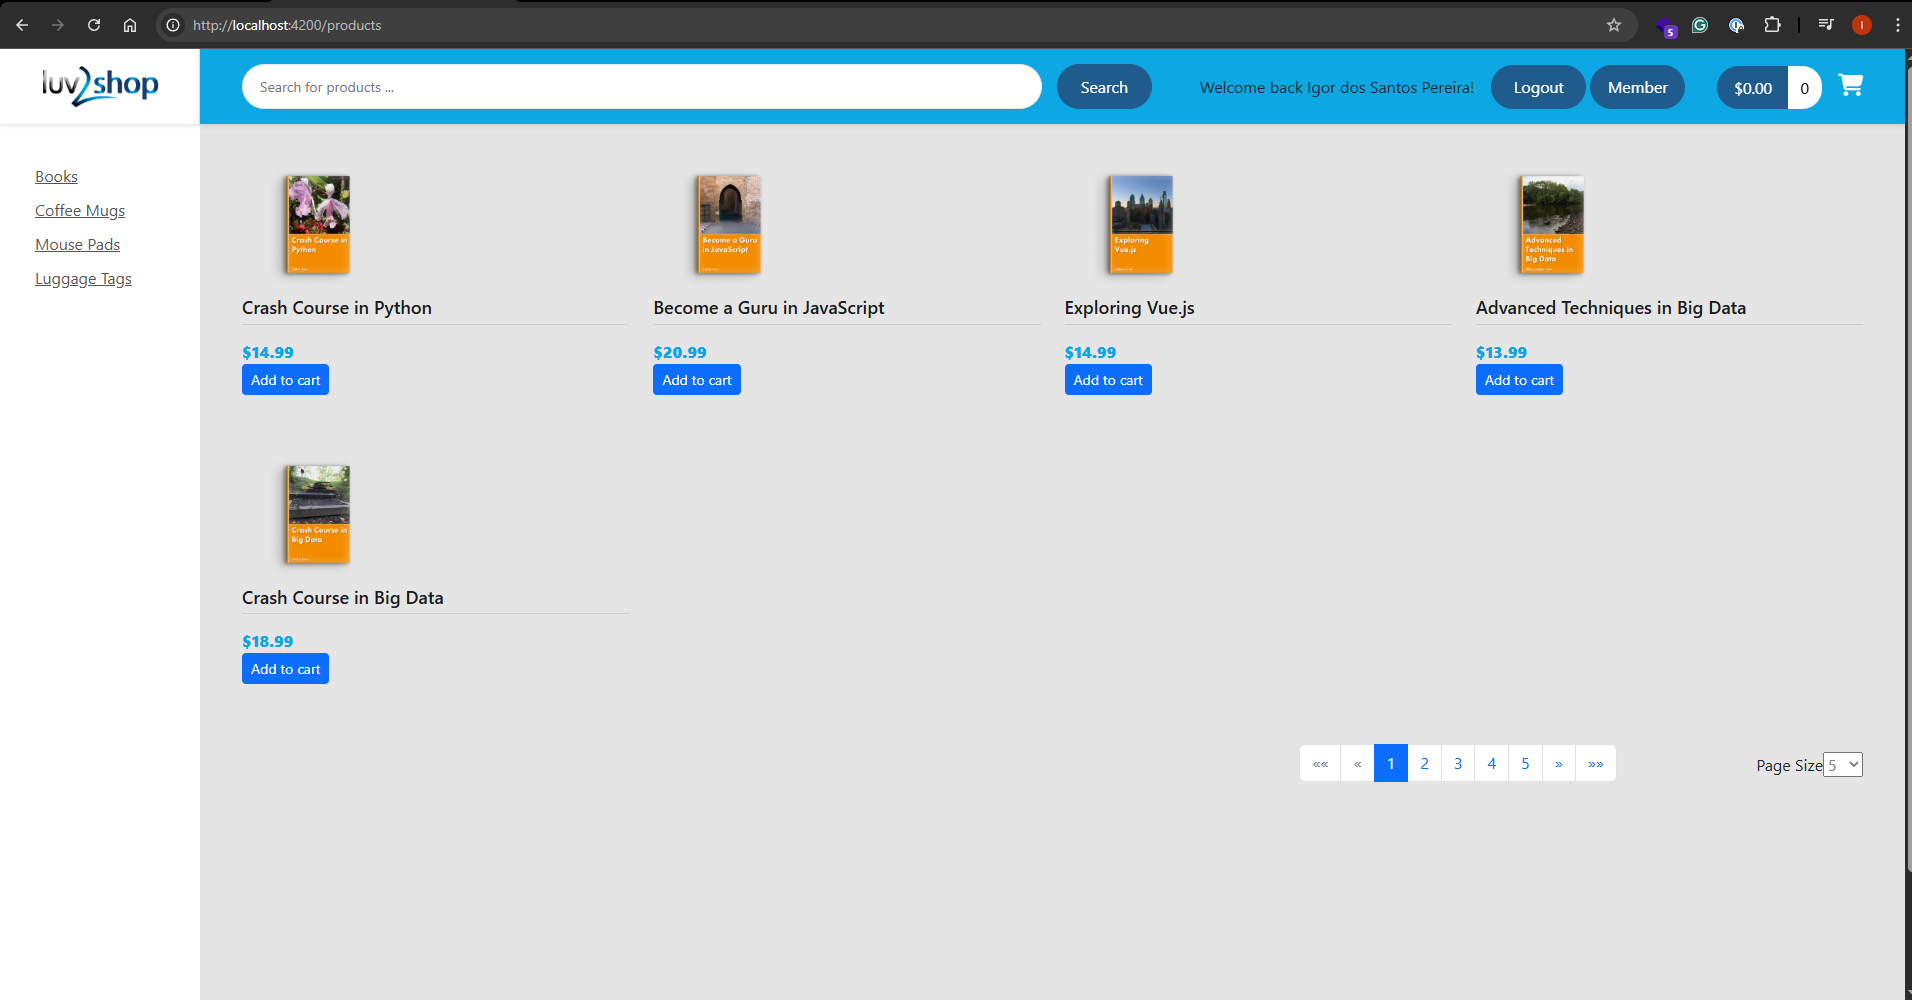 http://localhost:4200/products
5
I
luv2shop
Search for products ...
Search
Welcome back Igor dos Santos Pereira!
Logout
Member
$0.00
0
Books
Coffee Mugs
Mouse Pads
Luggage Tags
Crash Course in
Python
Become a Guru
in JavaScript
Exploring
Vue.js
Advanced
Techniques in
Big Data
Crash Course in Python
Become a Guru in JavaScript
Exploring Vue.js
Advanced Techniques in Big Data
$14.99
$20.99
$14.99
$13.99
Add to cart
Add to cart
Add to cart
Add to cart
Crash Course in
Big Data
Crash Course in Big Data
$18.99
Add to cart
«« « 1 2 3 4 5 » »»
Page Size 5